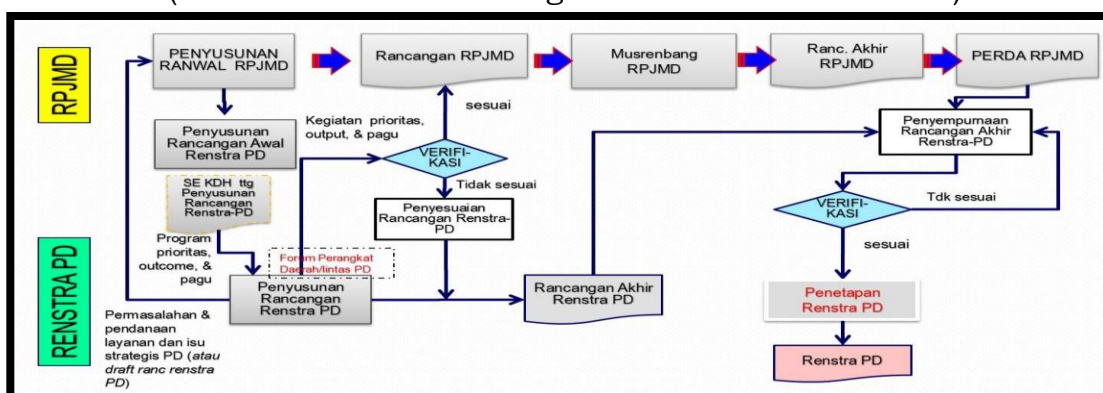 RPJMD
PENYUSUNAN
RANWAL RPJMD
Rancangan RPJMD
Musrenbang
RPJMD
Ranc. Akhir
RPJMD
PERDA RPJMD
Penyusunan
Rancangan Awal
Renstra PD
Kegiatan prioritas,
output, & pagu
sesuai
VERIFI-
KASI
Tidak sesuai
Penyesuaian
Rancangan Renstra-
PD
Penyempurnaan
Rancangan Akhir
Renstra-PD
VERIFI-
KASI
Tdk sesuai
sesuai
SE KDH ttg
Penyusunan
Rancangan
Renstra-PD
Program
prioritas,
outcome, &
pagu
RENSTRA PD
Forum Perangkat
Daerah/lintas PD
Penyusunan
Rancangan
Renstra PD
Rancangan Akhir
Renstra PD
Penetapan
Renstra PD
Renstra PD
Permasalahan &
pendanaan
layanan dan isu
strategis PD (atau
draft ranc renstra
PD)